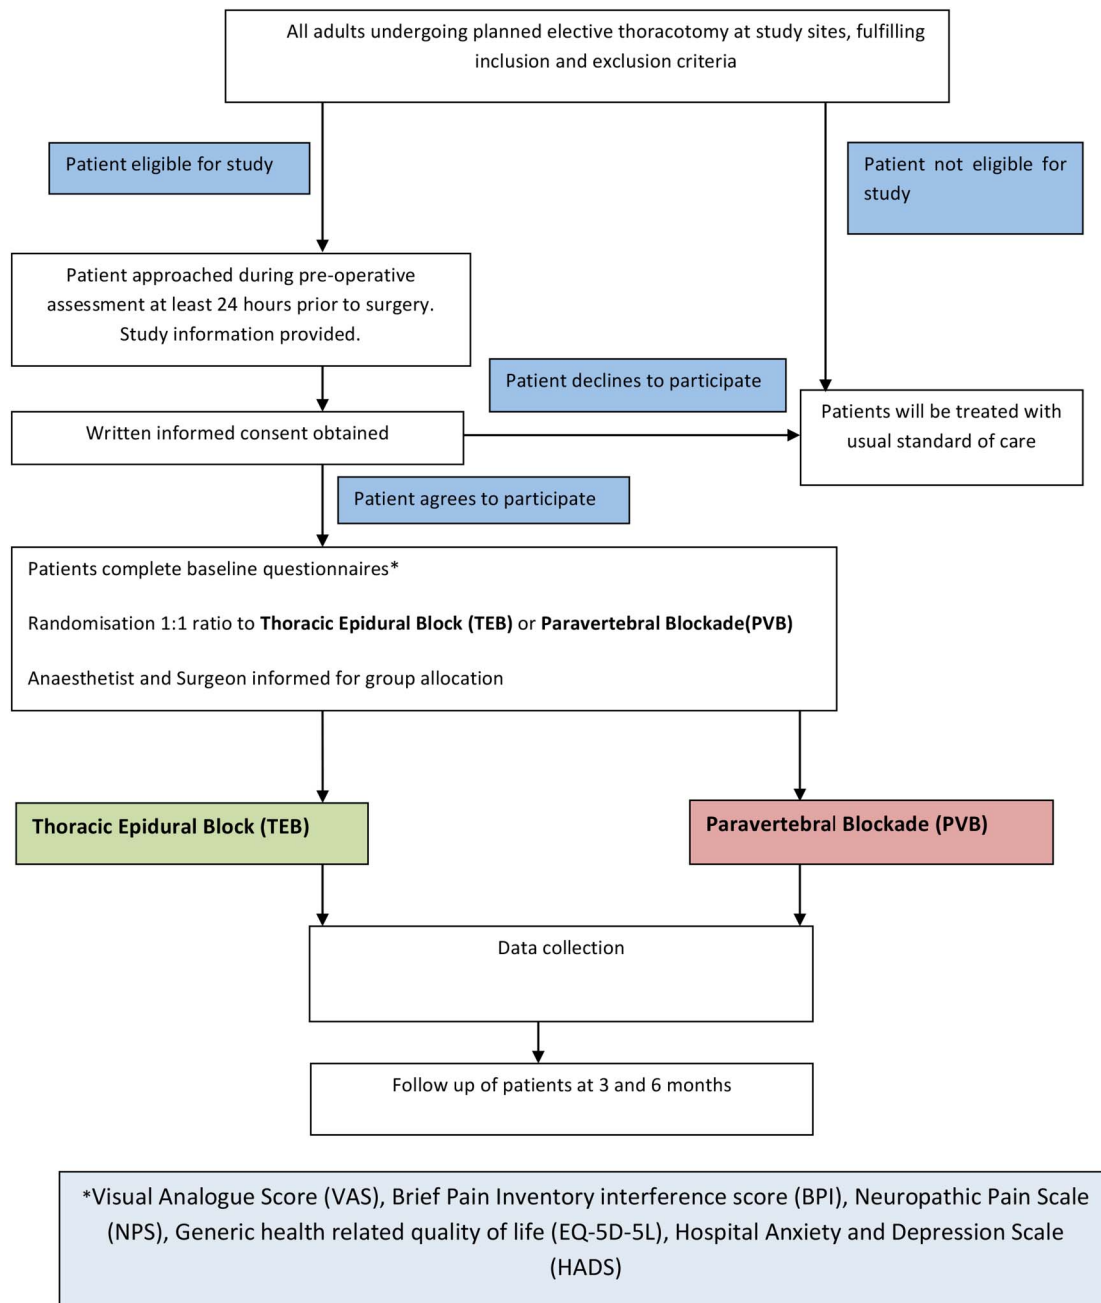 All adults undergoing planned elective thoracotomy at study sites, fulfilling
inclusion and exclusion criteria
Patient eligible for study
Patient not eligible for
study
Patient approached during pre-operative
assessment at least 24 hours prior to surgery.
Study information provided.
Patient declines to participate
Written informed consent obtained
Patients will be treated with
usual standard of care
Patient agrees to participate
Patients complete baseline questionnaires*
Randomisation 1:1 ratio to Thoracic Epidural Block (TEB) or Paravertebral Blockade(PVB)
Anaesthetist and Surgeon informed for group allocation
Thoracic Epidural Block (TEB)
Paravertebral Blockade (PVB)
Data collection
Follow up of patients at 3 and 6 months
*Visual Analogue Score (VAS), Brief Pain Inventory interference score (BPI), Neuropathic Pain Scale
(NPS), Generic health related quality of life (EQ-5D-5L), Hospital Anxiety and Depression Scale
(HADS)